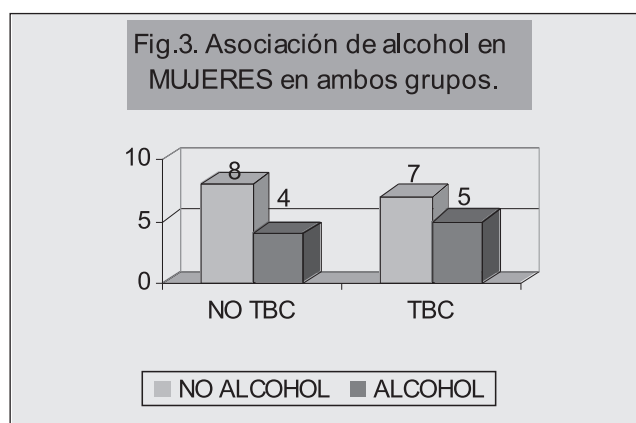 Fig.3. Asociación de alcohol en
MUJERES en ambos grupos.
10
5
0
8
4
7
5
NO TBC
TBC
NO ALCOHOL
ALCOHOL